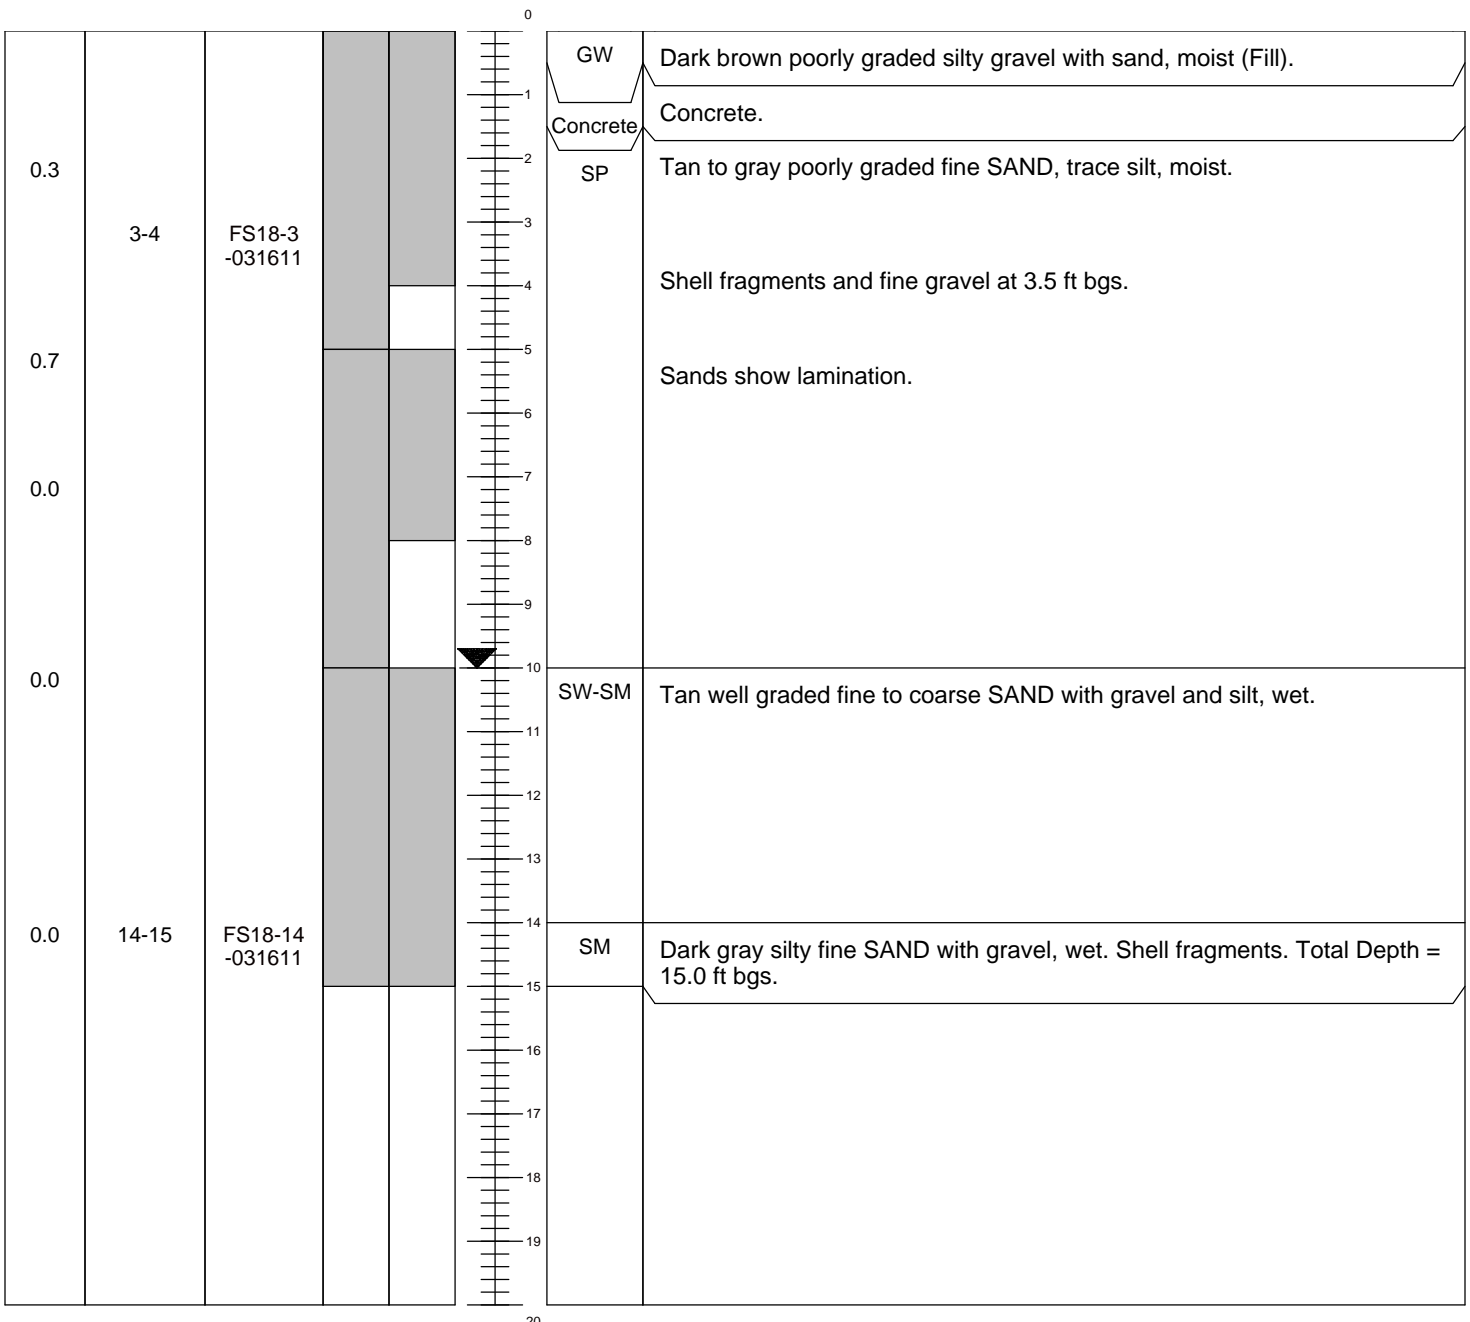 0
GW
Dark brown poorly graded silty gravel with sand, moist (Fill).
1
Concrete
Concrete.
2
0.3
SP
Tan to gray poorly graded fine SAND, trace silt, moist.
3
3-4
FS18-3
-031611
4
Shell fragments and fine gravel at 3.5 ft bgs.
5
0.7
Sands show lamination.
6
7
0.0
8
9
10
0.0
SW-SM
Tan well graded fine to coarse SAND with gravel and silt, wet.
11
12
13
14
0.0
14-15
FS18-14
-031611
SM
Dark gray silty fine SAND with gravel, wet. Shell fragments. Total Depth =
15.0 ft bgs.
15
16
17
18
19
20